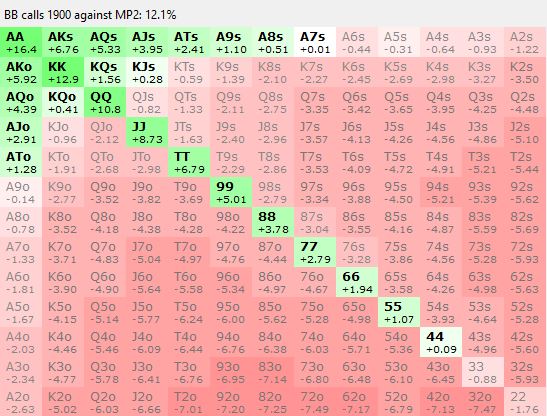 BB calls 1900 against MP2: 12.1%
AA AKs AQs AJs ATs A9s A8s A7s A6s A5s A4s A3s A2s
+16.4 +6.76 +5.33 +3.95 +2.41 +1.10 +0.51 +0.01 -0.44 -0.31 -0.64 -0.93 -1.22
AKo KK KQs KJs KTs K9s K8s K7s K6s K5s K4s K3s K2s
+5.92 +12.9 +1.56 +0.28 -0.59 -1.39 -2.10 -2.27 -2.45 -2.69 -2.98 -3.27 -3.50
AQo KQo QQ QJs QTs Q9s Q8s Q7s Q6s Q5s Q4s Q3s Q2s
+4.39 +0.41 +10.8 -0.82 -1.33 -2.11 -2.75 -3.35 -3.42 -3.65 -3.95 -4.25 -4.48
AJo KJo QJo JJ JTs J9s J8s J7s J6s J5s J4s J3s J2s
+2.91 -0.96 -2.12 +8.73 -1.63 -2.40 -2.96 -3.57 -4.13 -4.26 -4.56 -4.86 -5.10
ATo KTo QTo JTo TT T9s T8s T7s T6s T5s T4s T3s T2s
+1.28 -1.91 -2.68 -2.98 +6.79 -2.29 -2.86 -3.53 -4.09 -4.72 -4.91 -5.21 -5.44
A9o K9o Q9o J9o T9o 99 98s 97s 96s 95s 94s 93s 92s
-0.14 -2.77 -3.52 -3.82 -3.69 +5.01 -2.79 -3.34 -3.88 -4.50 -5.21 -5.39 -5.62
A8o K8o Q8o J8o T8o 98o 88 87s 86s 85s 84s 83s 82s
-0.78 -3.52 -4.18 -4.38 -4.28 -4.22 +3.78 -3.04 -3.55 -4.16 -4.87 -5.59 -5.69
A7o K7o Q7o J7o T7o 97o 87o 77 76s 75s 74s 73s 72s
-1.33 -3.71 -4.83 -5.04 -4.97 -4.76 -4.44 +2.79 -3.28 -3.86 -4.56 -5.28 -5.93
A6o K6o Q6o J6o T6o 96o 86o 76o 66 65s 64s 63s 62s
-1.81 -3.90 -4.90 -5.64 -5.58 -5.34 -4.97 -4.67 +1.94 -3.58 -4.26 -4.98 -5.63
A5o K5o Q5o J5o T5o 95o 85o 75o 65o 55 54s 53s 52s
-1.67 -4.15 -5.14 -5.77 -6.24 -6.00 -5.62 -5.28 -4.98 +1.07 -3.93 -4.64 -5.28
A4o K4o Q4o J4o T4o 94o 84o 74o 64o 54o 44 43s 42s
-2.03 -4.46 -5.46 -6.09 -6.44 -6.76 -6.38 -6.03 -5.71 -5.36 +0.09 -4.96 -5.60
A3o K3o Q3o J3o T3o 93o 83o 73o 63o 53o 43o 33 32s
-2.34 -4.77 -5.78 -6.41 -6.76 -6.95 -7.14 -6.80 -6.48 -6.10 -6.45 -0.88 -5.93
A2o K2o Q2o J2o T2o 92o 82o 72o 62o 52o 42o 32o 22
-2.63 -5.02 -6.03 -6.66 -7.01 -7.20 -7.25 -7.49 -7.17 -6.79 -7.13 -7.47 -1.76